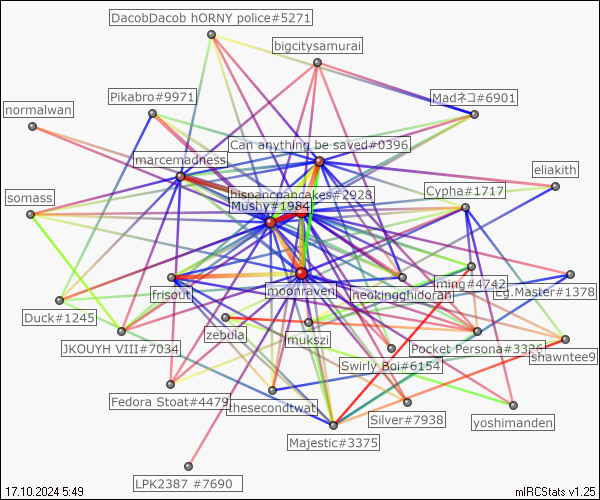 DacobDacob hORNY police#5271
bigcitysamurai
Pikabro#9971
Madネコ#6901
normalwan
Can anything be saved#0396
marcemadness
eliakith
Cypha#1717
somass
hispancpancakes#2928
Mushy#1984
ming#4742
frisout
moonraveni
neokingghidorah
Lg.Master#1378
Duck#1245
zebula
mukszi
JKOUYH VIII#7034
Pocket Persona#3326
shawntee9
Swirly Boi#6154
Fedora Stoat#4479
thesecondtwat
Silver#7938
yoshimanden
Majestic#3375
LPK2387 #7690
17.10.2024 5:49
mIRCStats v1.25